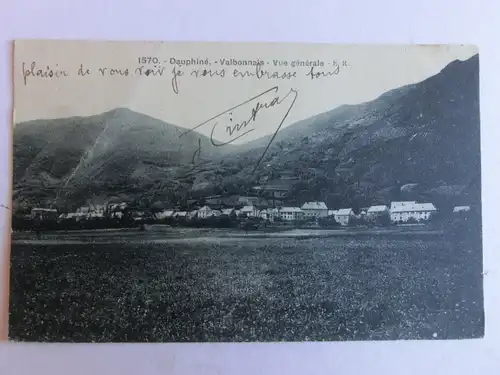 1570. - Dauphiné. - Valbonnais - Vue générale - E. R.
plaisir de vous voir je vous embrasse tous